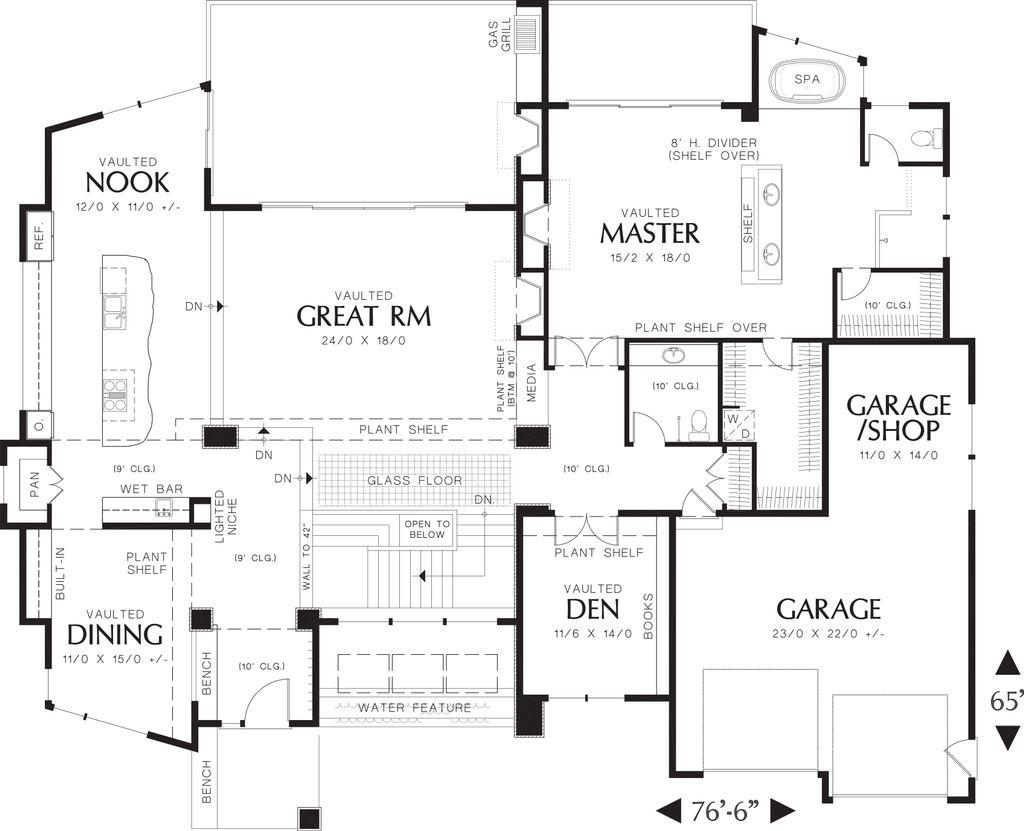 GAS
GRILL
SPA
8' H. DIVIDER
(SHELF OVER)
VAULTED
NOOK
12/0 X 11/0 +/-
REF.
VAULTED
MASTER
15/2 X 18/0
SHELF
DN
VAULTED
GREAT RM
24/0 X 18/0
(10' CLG.)
PLANT SHELF OVER
PLANT SHELF
(BTM @ 10')
MEDIA
(10' CLG.)
W
D
GARAGE
/SHOP
11/0 X 14/0
PLANT SHELF
DN
(9' CLG.)
PAN
WET BAR
DN
GLASS FLOOR
DN.
(10' CLG.)
LIGHTED
NICHE
OPEN TO
BELOW
WALL TO 42"
(9' CLG.)
BUILT-IN
PLANT
SHELF
VAULTED
DINING
11/0 X 15/0 +/-
PLANT SHELF
VAULTED
DEN
11/6 X 14/0
BOOKS
GARAGE
23/0 X 22/0 +/-
BENCH
(10' CLG.)
WATER FEATURE
BENCH
65'
76'-6"